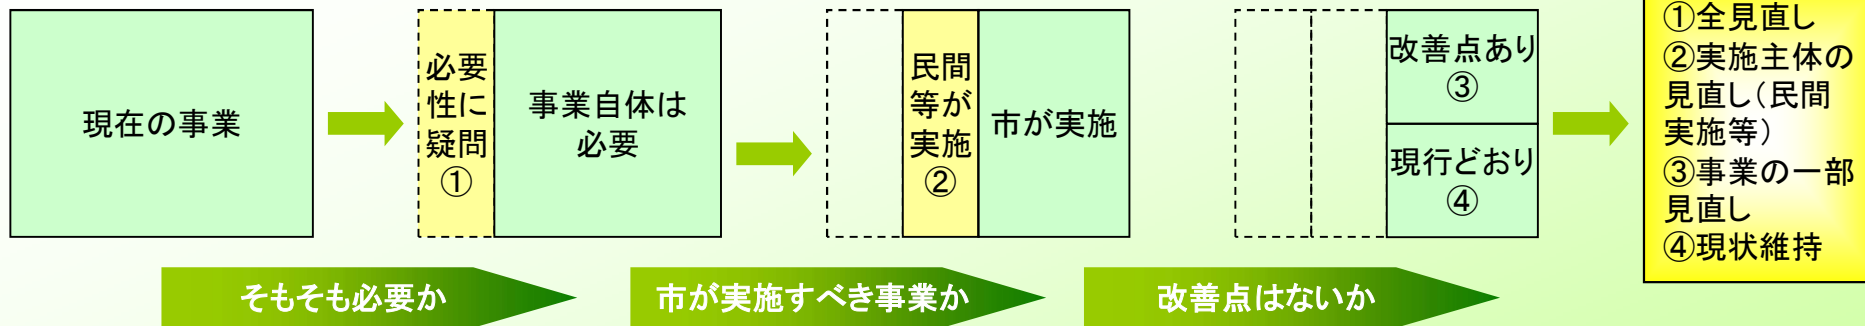 現在の事業
必要
性に
疑問
①
事業自体は
必要
民間
等が
実施
②
市が実施
改善点あり
③
現行どおり
④
①全見直し
②実施主体の
見直し(民間
実施等)
③事業の一部
見直し
④現状維持
そもそも必要か
市が実施すべき事業か
改善点はないか